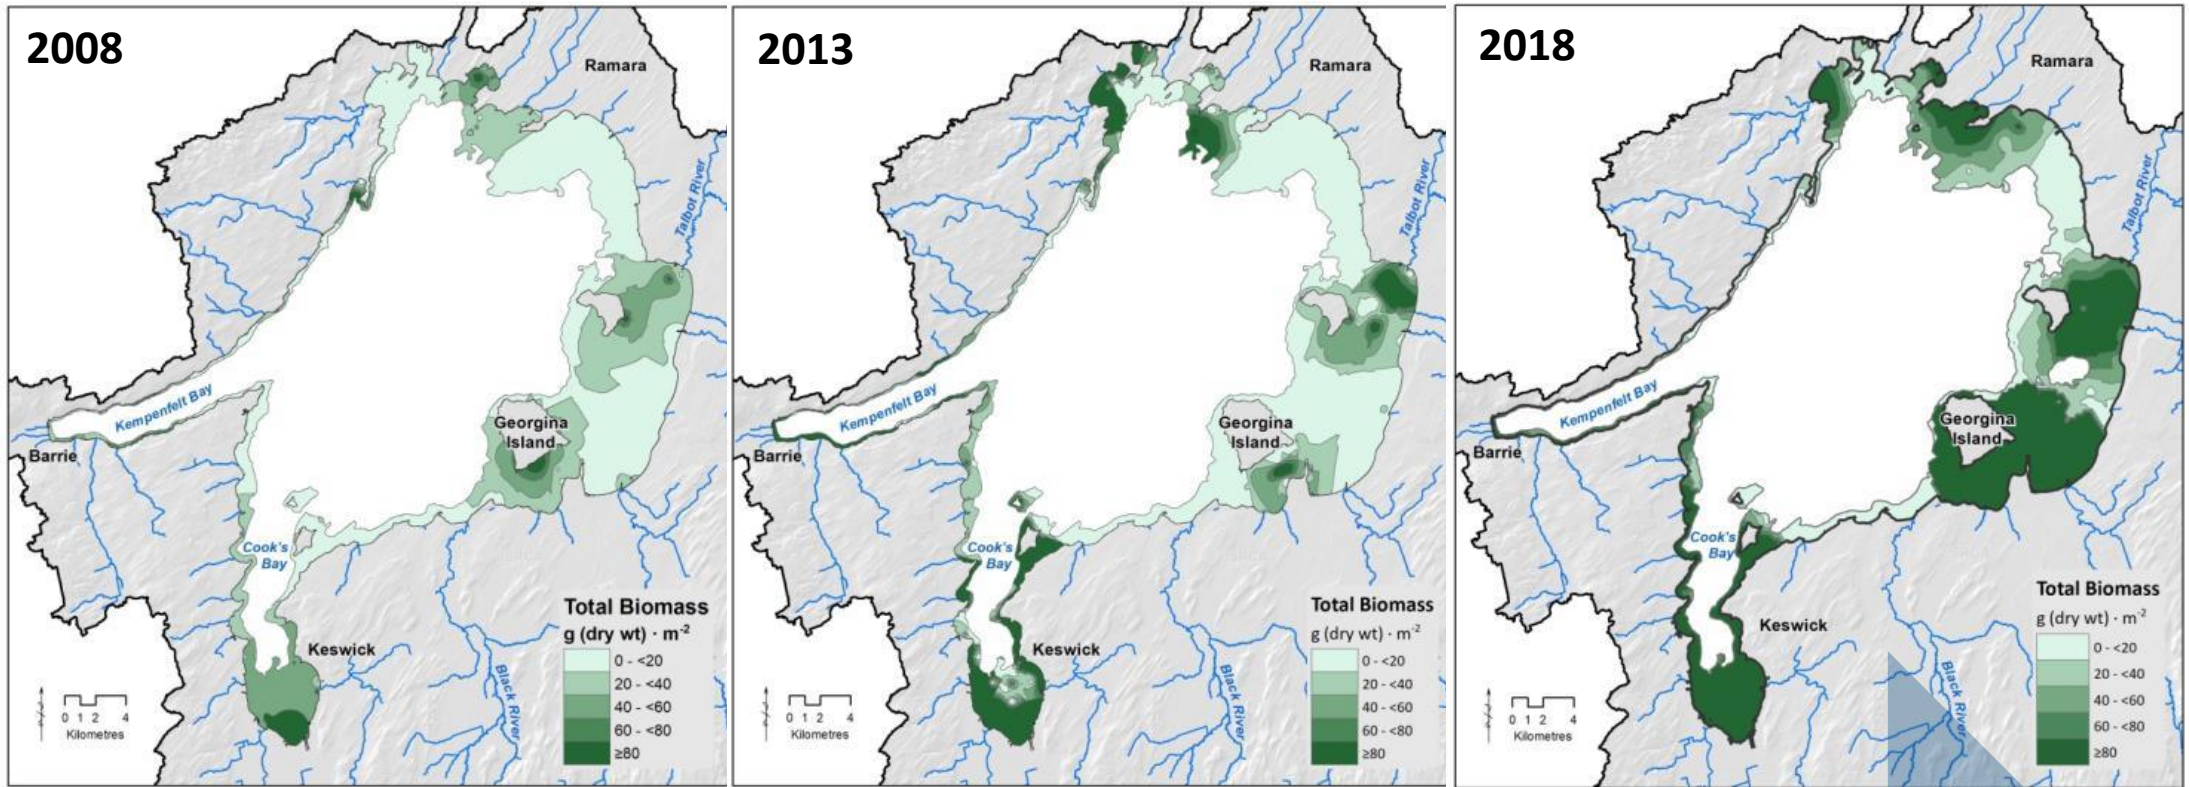 2008
Ramara
Talbot River
Kempenfelt Bay
Barrie
Georgina
Island
Cook's
Bay
Keswick
Black River
Total Biomass
g (dry wt) · m⁻²
0 - <20
20 - <40
40 - <60
60 - <80
≥80
0 1 2 4
Kilometres
2013
Ramara
Talbot River
Kempenfelt Bay
Barrie
Georgina
Island
Cook's
Bay
Keswick
Black River
Total Biomass
g (dry wt) · m⁻²
0 - <20
20 - <40
40 - <60
60 - <80
≥80
0 1 2 4
Kilometres
2018
Ramara
Talbot River
Kempenfelt Bay
Barrie
Georgina
Island
Cook's
Bay
Keswick
Black River
Total Biomass
g (dry wt) · m⁻²
0 - <20
20 - <40
40 - <60
60 - <80
≥80
0 1 2 4
Kilometres